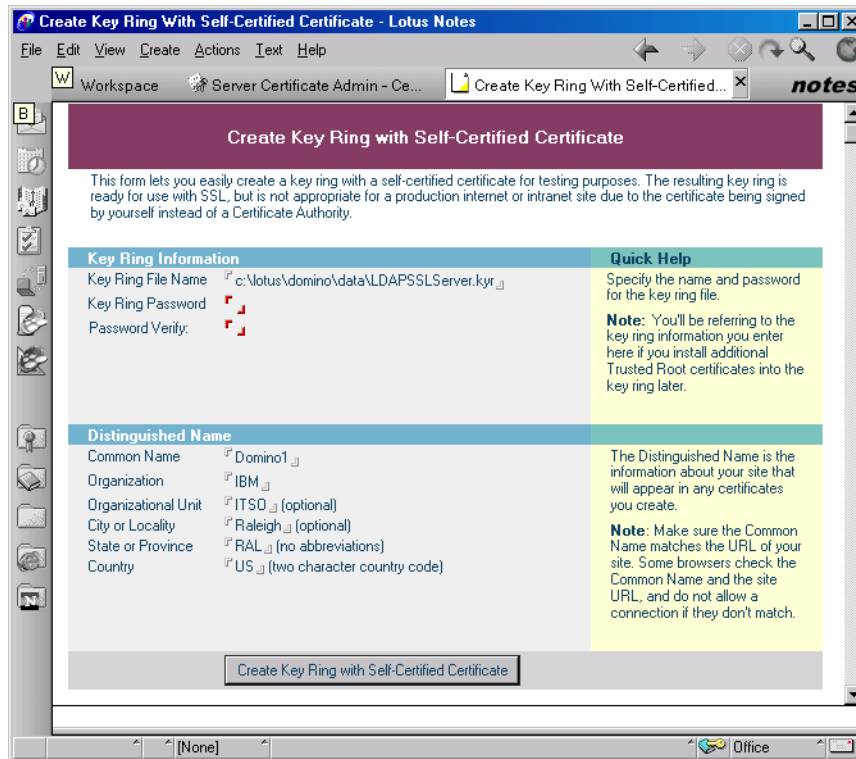 Create Key Ring With Self-Certified Certificate - Lotus Notes
File Edit View Create Actions Text Help
W Workspace Server Certificate Admin - Ce... Create Key Ring With Self-Certified... notes
B
Create Key Ring with Self-Certified Certificate
This form lets you easily create a key ring with a self-certified certificate for testing purposes. The resulting key ring is
ready for use with SSL, but is not appropriate for a production internet or intranet site due to the certificate being signed
by yourself instead of a Certificate Authority.
Key Ring Information
Key Ring File Name c:\lotus\domino\data\LDAPSSLServer.kyr
Key Ring Password
Password Verify:
Quick Help
Specify the name and password
for the key ring file.
Note: You'll be referring to the
key ring information you enter
here if you install additional
Trusted Root certificates into the
key ring later.
Distinguished Name
Common Name Domino1
Organization IBM
Organizational Unit ITSO (optional)
City or Locality Raleigh (optional)
State or Province RAL (no abbreviations)
Country US (two character country code)
The Distinguished Name is the
information about your site that
will appear in any certificates
you create.
Note: Make sure the Common
Name matches the URL of your
site. Some browsers check the
Common Name and the site
URL, and do not allow a
connection if they don't match.
Create Key Ring with Self-Certified Certificate
N
[None] Office